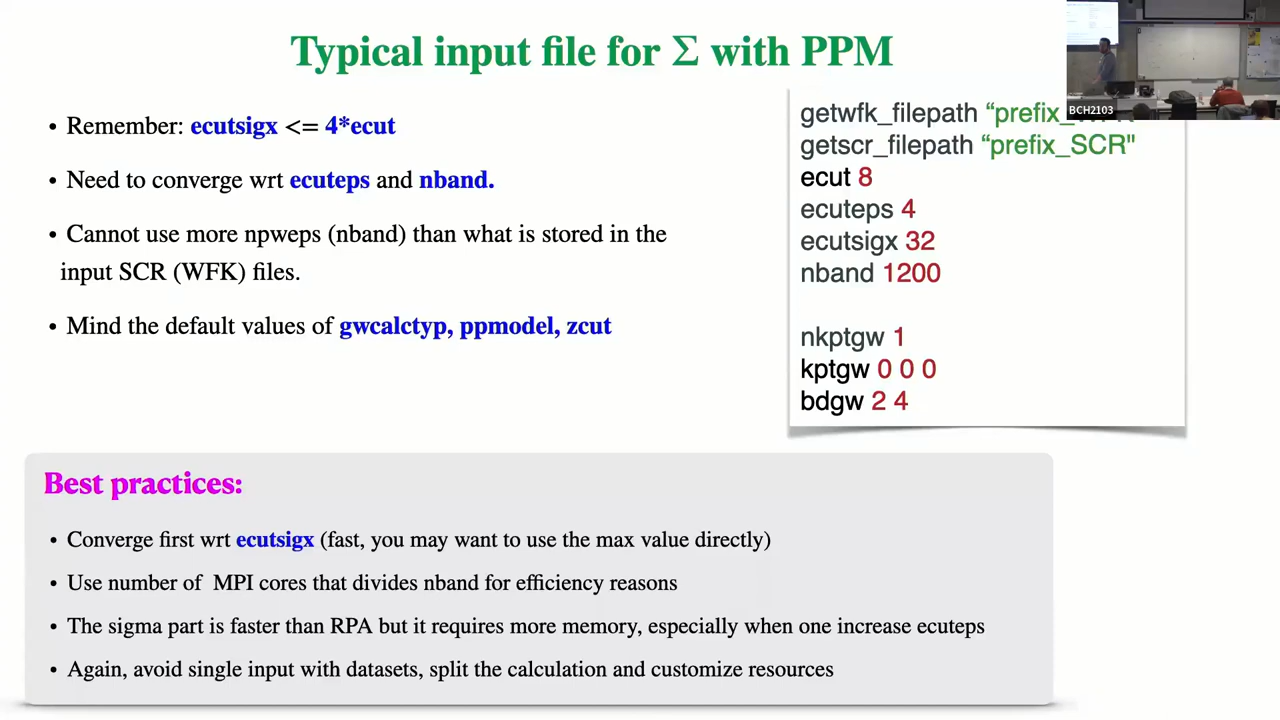 Typical input file for Σ with PPM
• Remember: ecutsigx <= 4*ecut
• Need to converge wrt ecuteps and nband.
• Cannot use more npweps (nband) than what is stored in the
input SCR (WFK) files.
• Mind the default values of gwcalctyp, ppmodel, zcut
getwfk_filepath “prefix_
getscr_filepath “prefix_SCR"
ecut 8
ecuteps 4
ecutsigx 32
nband 1200
nkptgw 1
kptgw 0 0 0
bdgw 2 4
BCH2103
Best practices:
• Converge first wrt ecutsigx (fast, you may want to use the max value directly)
• Use number of MPI cores that divides nband for efficiency reasons
• The sigma part is faster than RPA but it requires more memory, especially when one increase ecuteps
• Again, avoid single input with datasets, split the calculation and customize resources